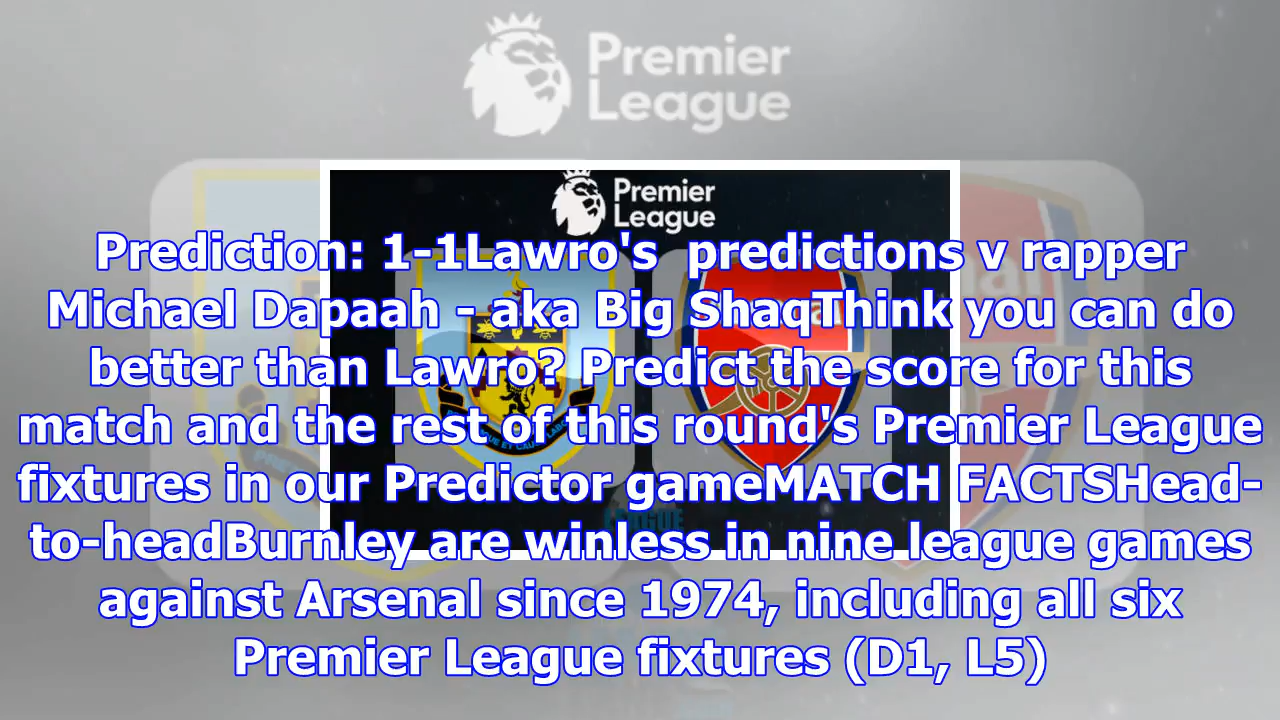 Premier
League
Premier
League
Prediction: 1-1Lawro's  predictions v rapper
Michael Dapaah - aka Big ShaqThink you can do
better than Lawro? Predict the score for this
match and the rest of this round's Premier League
fixtures in our Predictor gameMATCH FACTSHead-
to-headBurnley are winless in nine league games
against Arsenal since 1974, including all six
Premier League fixtures (D1, L5)